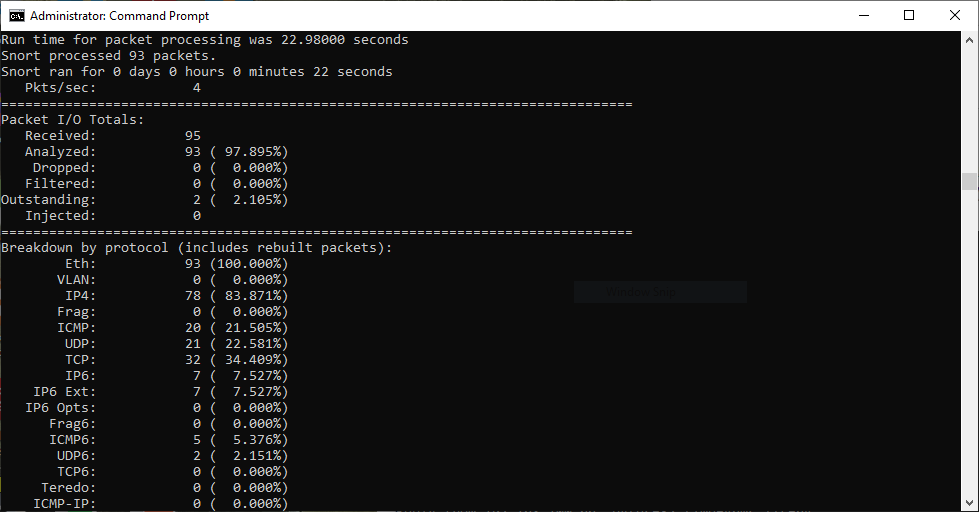 Administrator: Command Prompt
Run time for packet processing was 22.98000 seconds
Snort processed 93 packets.
Snort ran for 0 days 0 hours 0 minutes 22 seconds
   Pkts/sec:            4
===============================================================================
Packet I/O Totals:
   Received:           95
   Analyzed:           93 ( 97.895%)
    Dropped:            0 (  0.000%)
   Filtered:            0 (  0.000%)
Outstanding:            2 (  2.105%)
   Injected:            0
===============================================================================
Breakdown by protocol (includes rebuilt packets):
        Eth:           93 (100.000%)
       VLAN:            0 (  0.000%)
        IP4:           78 ( 83.871%)
       Frag:            0 (  0.000%)
       ICMP:           20 ( 21.505%)
        UDP:           21 ( 22.581%)
        TCP:           32 ( 34.409%)
        IP6:            7 (  7.527%)
    IP6 Ext:            7 (  7.527%)
   IP6 Opts:            0 (  0.000%)
      Frag6:            0 (  0.000%)
      ICMP6:            5 (  5.376%)
       UDP6:            2 (  2.151%)
       TCP6:            0 (  0.000%)
     Teredo:            0 (  0.000%)
    ICMP-IP:            0 (  0.000%)